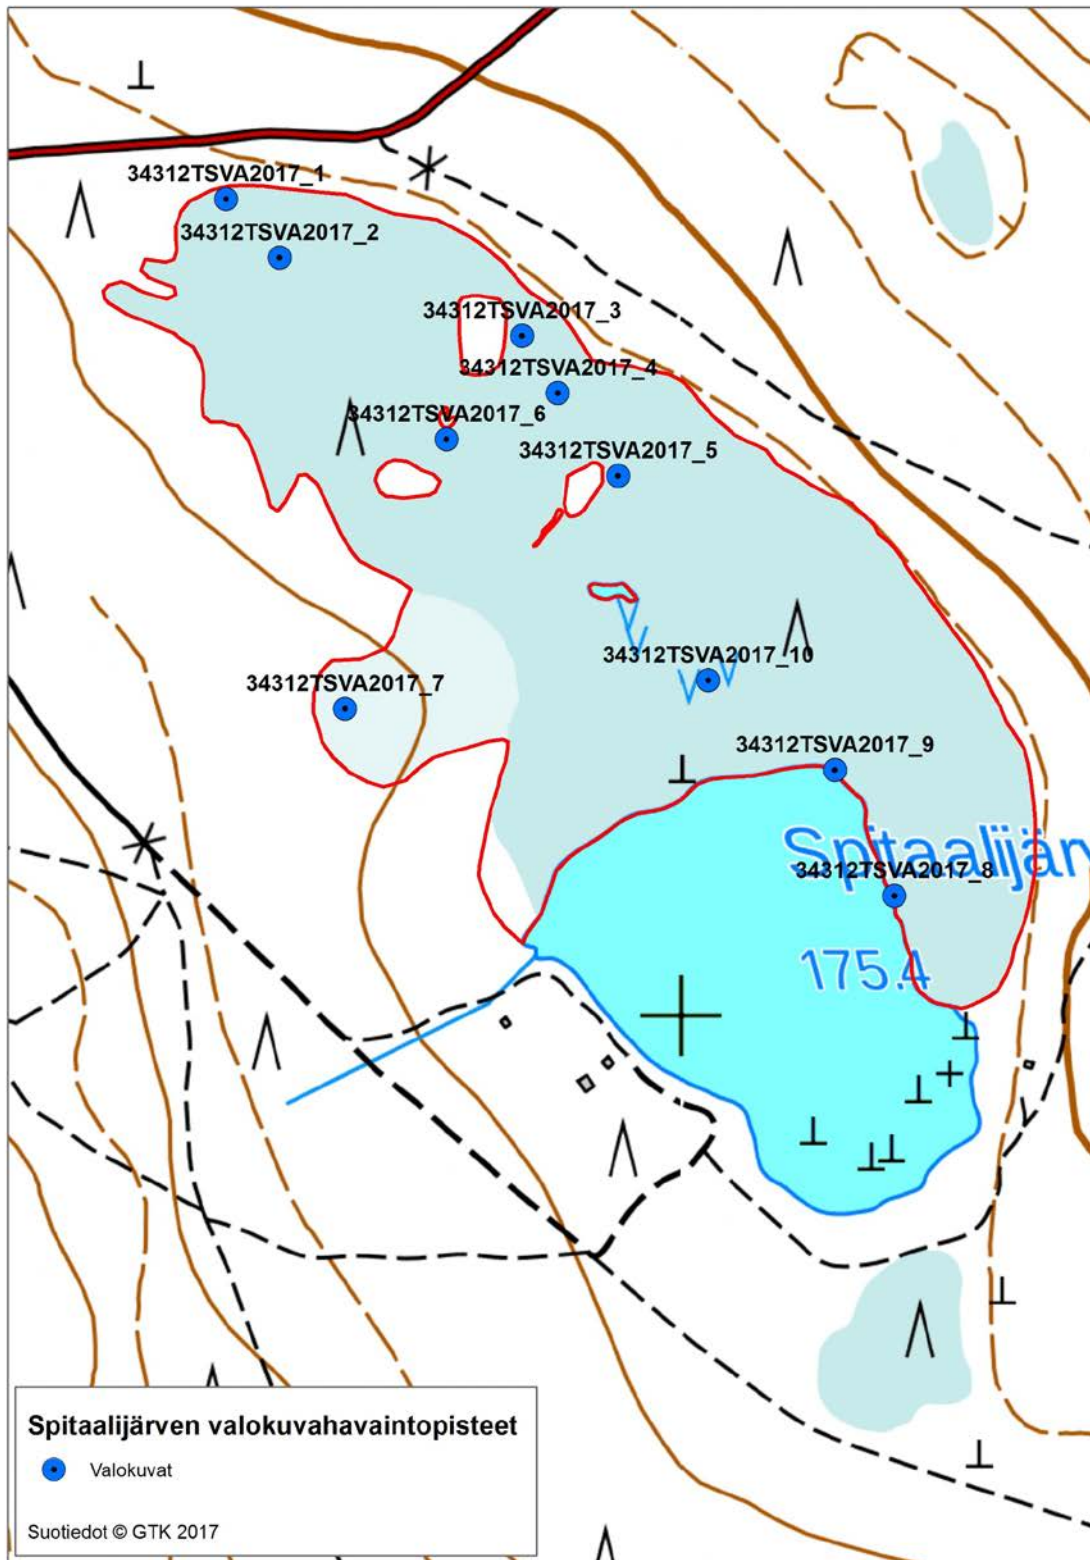 34312TSVA2017_1
34312TSVA2017_2
34312TSVA2017_3
34312TSVA2017_4
34312TSVA2017_6
34312TSVA2017_5
34312TSVA2017_10
34312TSVA2017_7
34312TSVA2017_9
Spitaalijärv
34312TSVA2017_8
175.4
Spitaalijärven valokuvahavaintopisteet
Valokuvat
Suotiedot © GTK 2017